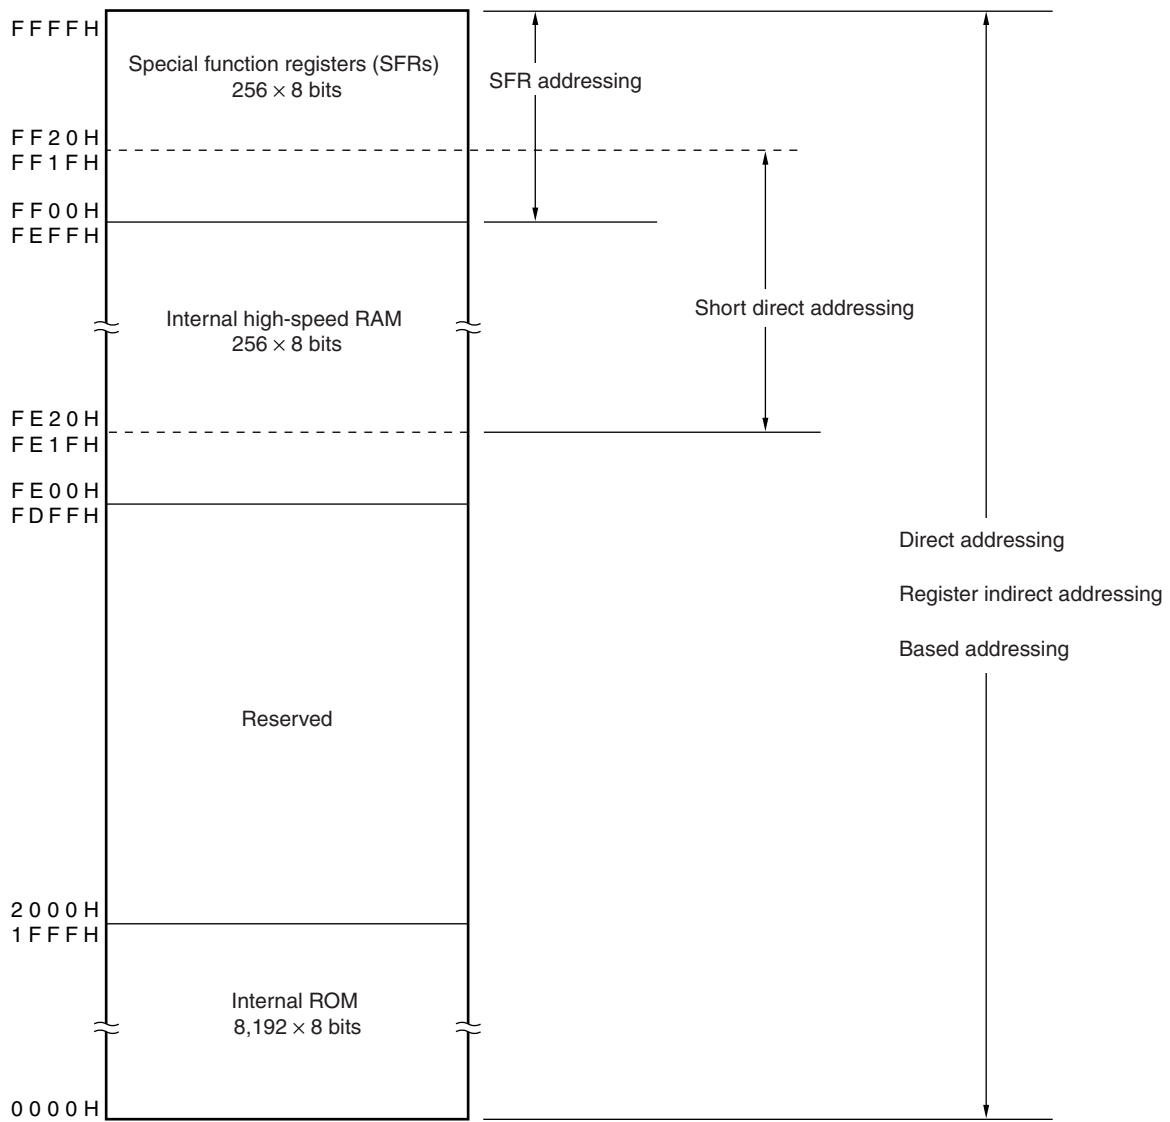 FFFFH
Special function registers (SFRs)
256 × 8 bits
SFR addressing
FF20H
FF1FH
FF00H
FEFFH
Internal high-speed RAM
256 × 8 bits
Short direct addressing
FE20H
FE1FH
FE00H
FDFFH
Direct addressing
Register indirect addressing
Based addressing
Reserved
2000H
1FFFH
Internal ROM
8,192 × 8 bits
0000H